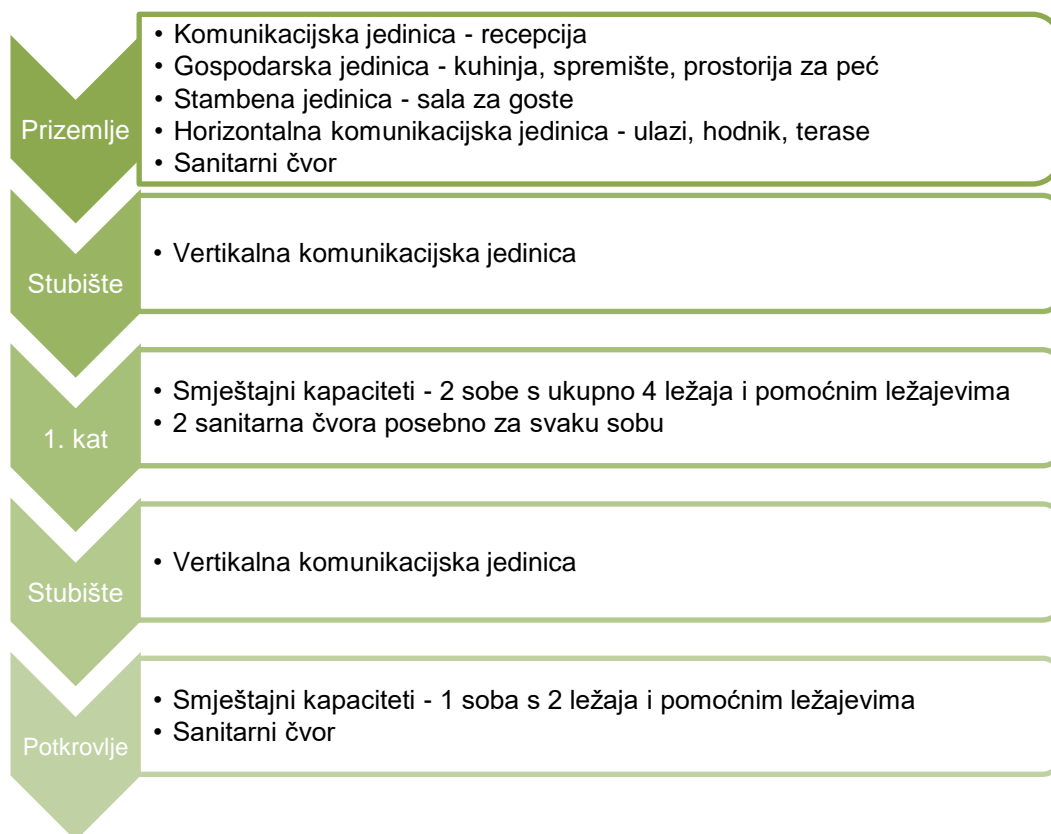 Prizemlje
• Komunikacijska jedinica - recepcija
• Gospodarska jedinica - kuhinja, spremište, prostorija za peć
• Stambena jedinica - sala za goste
• Horizontalna komunikacijska jedinica - ulazi, hodnik, terase
• Sanitarni čvor
Stubište
• Vertikalna komunikacijska jedinica
1. kat
• Smještajni kapaciteti - 2 sobe s ukupno 4 ležaja i pomoćnim ležajevima
• 2 sanitarna čvora posebno za svaku sobu
Stubište
• Vertikalna komunikacijska jedinica
Potkrovlje
• Smještajni kapaciteti - 1 soba s 2 ležaja i pomoćnim ležajevima
• Sanitarni čvor